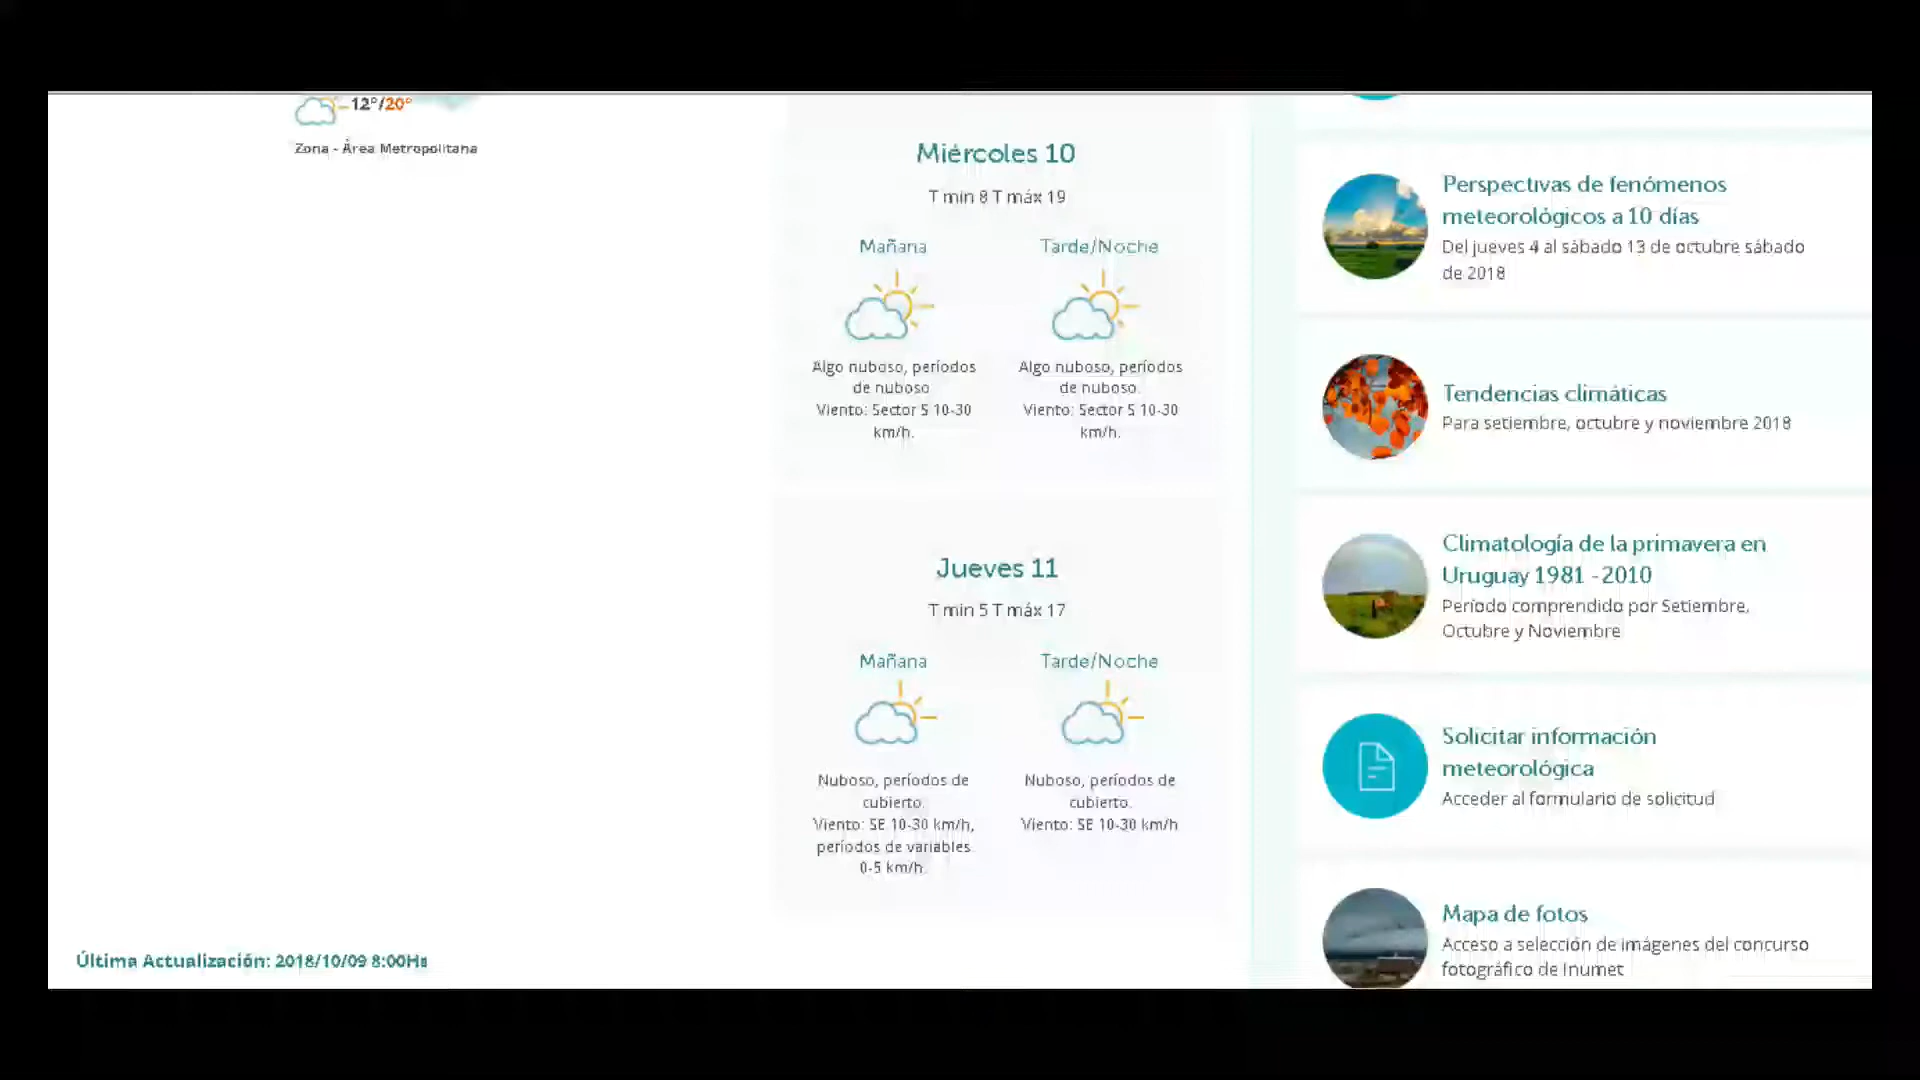 12°/20°
Zona - Área Metropolitana
Miércoles 10
T min 8 T máx 19
Mañana
Algo nuboso, períodos
de nuboso
Viento: Sector S 10-30
km/h.
Tarde/Noche
Algo nuboso, períodos
de nuboso.
Viento: Sector S 10-30
km/h.
Jueves 11
T min 5 T máx 17
Mañana
Nuboso, períodos de
cubierto.
Viento: SE 10-30 km/h,
períodos de variables
0-5 km/h.
Tarde/Noche
Nuboso, períodos de
cubierto.
Viento: SE 10-30 km/h
Última Actualización: 2018/10/09 8:00Hs
Perspectivas de fenómenos
meteorológicos a 10 días
Del jueves 4 al sábado 13 de octubre sábado
de 2018
Tendencias climáticas
Para setiembre, octubre y noviembre 2018
Climatología de la primavera en
Uruguay 1981 - 2010
Período comprendido por Setiembre,
Octubre y Noviembre
Solicitar información
meteorológica
Acceder al formulario de solicitud
Mapa de fotos
Acceso a selección de imágenes del concurso
fotográfico de Inumet